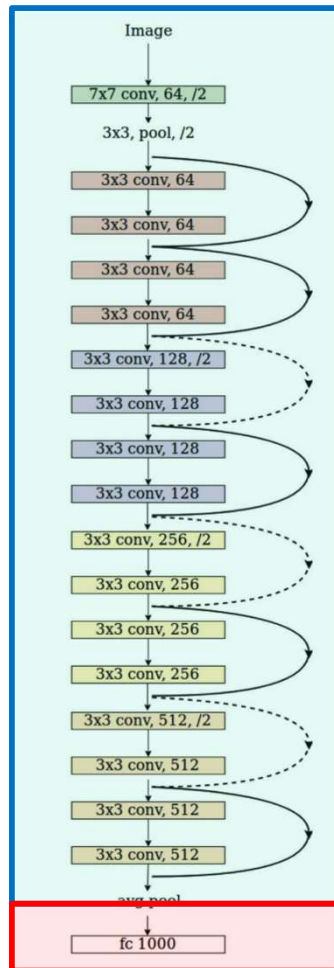 Image
7x7 conv, 64, /2
3x3, pool, /2
3x3 conv, 64
3x3 conv, 64
3x3 conv, 64
3x3 conv, 64
3x3 conv, 128, /2
3x3 conv, 128
3x3 conv, 128
3x3 conv, 128
3x3 conv, 256, /2
3x3 conv, 256
3x3 conv, 256
3x3 conv, 256
3x3 conv, 512, /2
3x3 conv, 512
3x3 conv, 512
3x3 conv, 512
avg pool
fc 1000